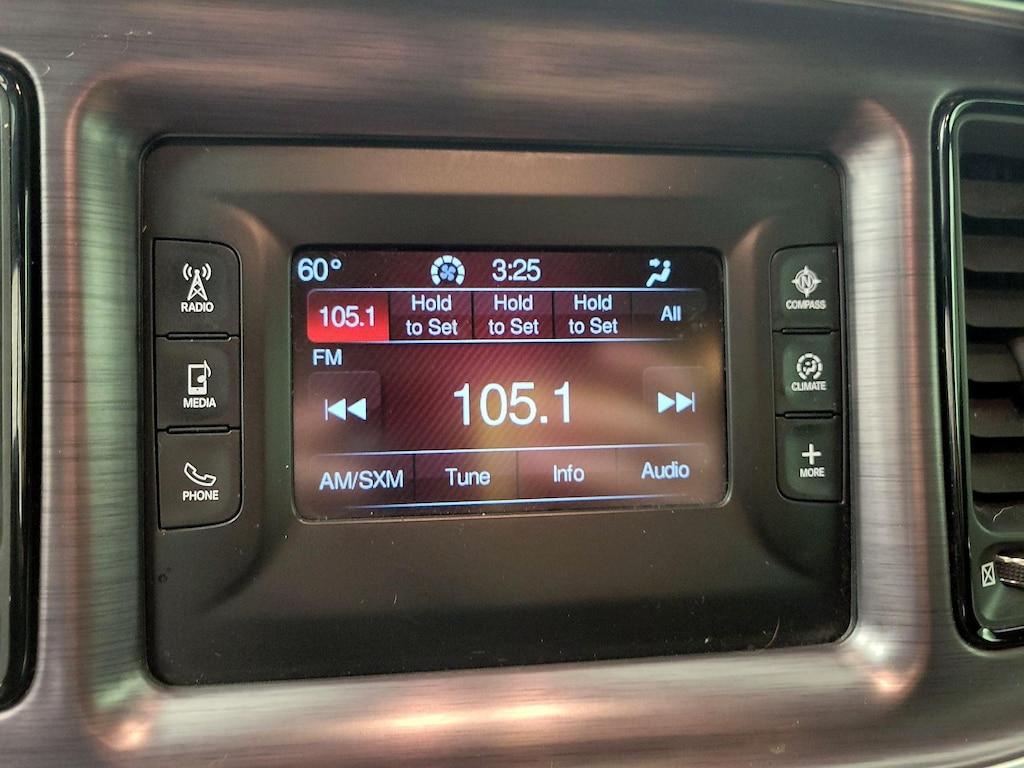 60° 3:25
105.1 Hold to Set Hold to Set Hold to Set All
FM
105.1
AM/SXM Tune Info Audio
RADIO
MEDIA
PHONE
N
COMPASS
CLIMATE
MORE